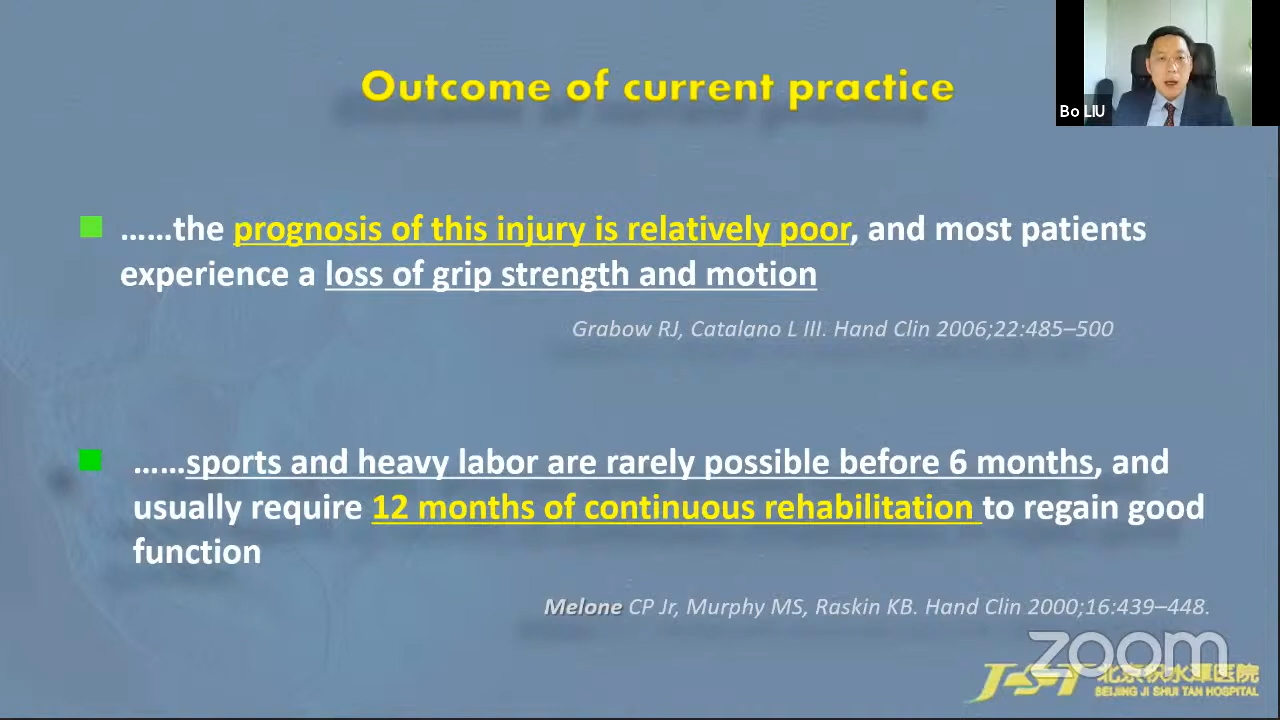 Outcome of current practice
Bo LIU
……the prognosis of this injury is relatively poor, and most patients
experience a loss of grip strength and motion
Grabow RJ, Catalano L III. Hand Clin 2006;22:485–500
……sports and heavy labor are rarely possible before 6 months, and
usually require 12 months of continuous rehabilitation to regain good
function
Melone CP Jr, Murphy MS, Raskin KB. Hand Clin 2000;16:439–448.
zoom
JST 北京积水潭医院
BEIJING JI SHUI TAN HOSPITAL